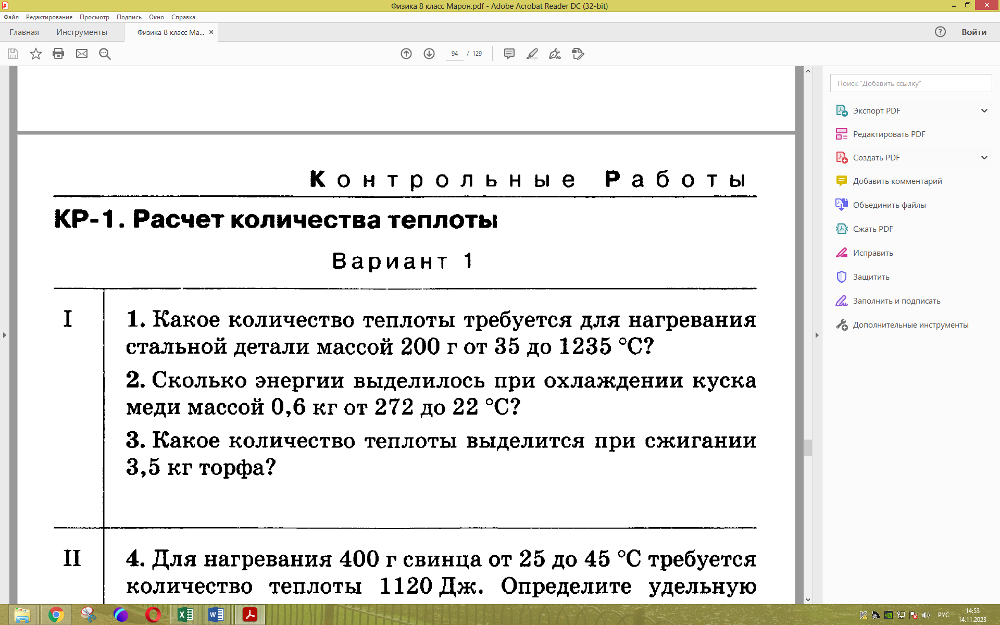 Физика 8 класс Марон.pdf - Adobe Acrobat Reader DC (32-bit)
Файл Редактирование Просмотр Подпись Окно Справка
Главная Инструменты Физика 8 класс Ма... × ? Войти
94 / 129
Поиск "Добавить ссылку"
Экспорт PDF
Редактировать PDF
Создать PDF
Добавить комментарий
Объединить файлы
Сжать PDF
Исправить
Защитить
Заполнить и подписать
Дополнительные инструменты
Контрольные Работы
КР-1. Расчет количества теплоты
Вариант 1
I
1. Какое количество теплоты требуется для нагревания
стальной детали массой 200 г от 35 до 1235 °С?
2. Сколько энергии выделилось при охлаждении куска
меди массой 0,6 кг от 272 до 22 °С?
3. Какое количество теплоты выделится при сжигании
3,5 кг торфа?
II
4. Для нагревания 400 г свинца от 25 до 45 °С требуется
количество теплоты 1120 Дж. Определите удельную
РУС
14:53
14.11.2023